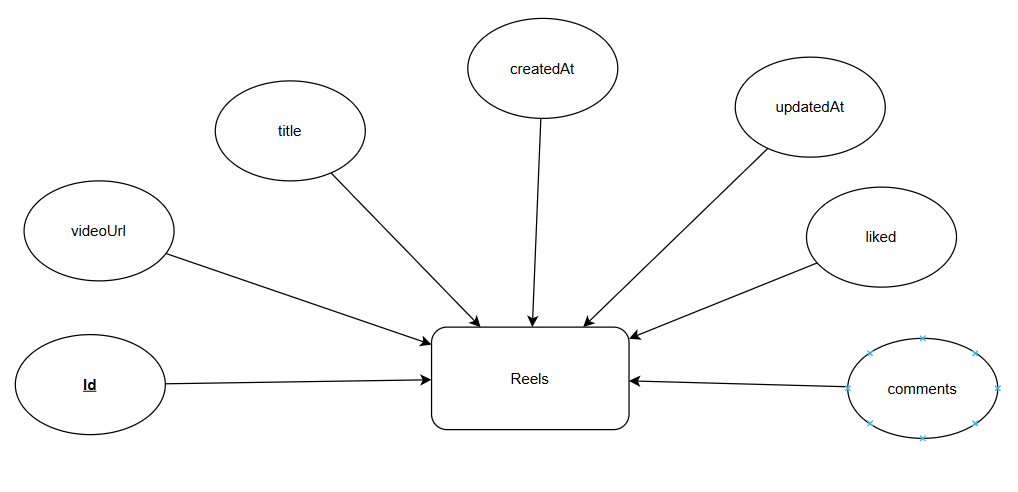 createdAt
updatedAt
title
videoUrl
liked
Id
Reels
comments